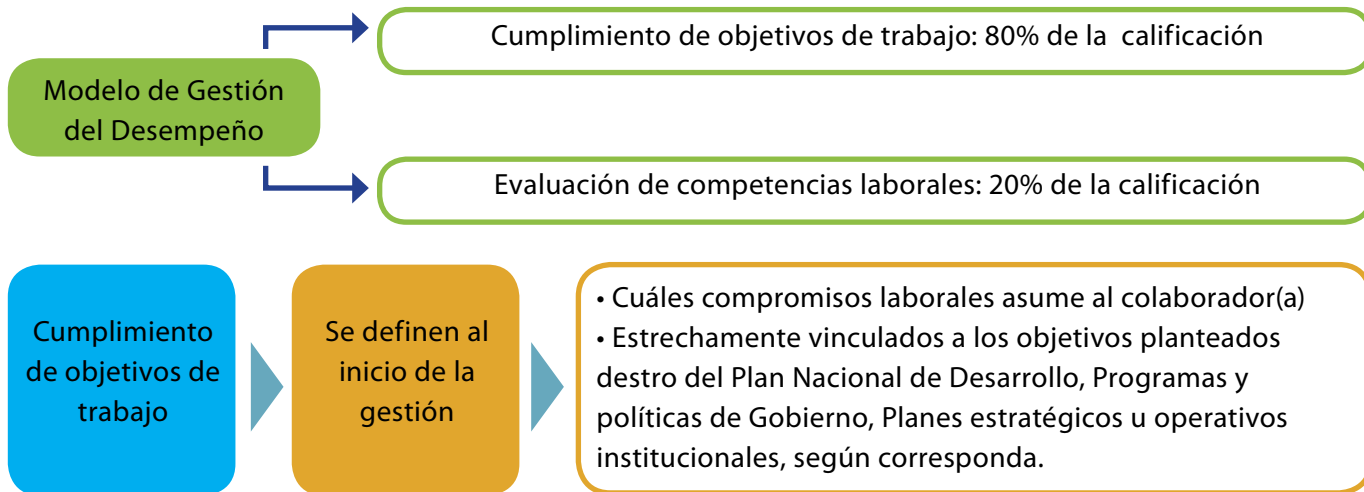 Cumplimiento de objetivos de trabajo: 80% de la calificación
Modelo de Gestión
del Desempeño
Evaluación de competencias laborales: 20% de la calificación
Cumplimiento
de objetivos de
trabajo
Se definen al
inicio de la
gestión
• Cuáles compromisos laborales asume al colaborador(a)
• Estrechamente vinculados a los objetivos planteados
destro del Plan Nacional de Desarrollo, Programas y
políticas de Gobierno, Planes estratégicos u operativos
institucionales, según corresponda.